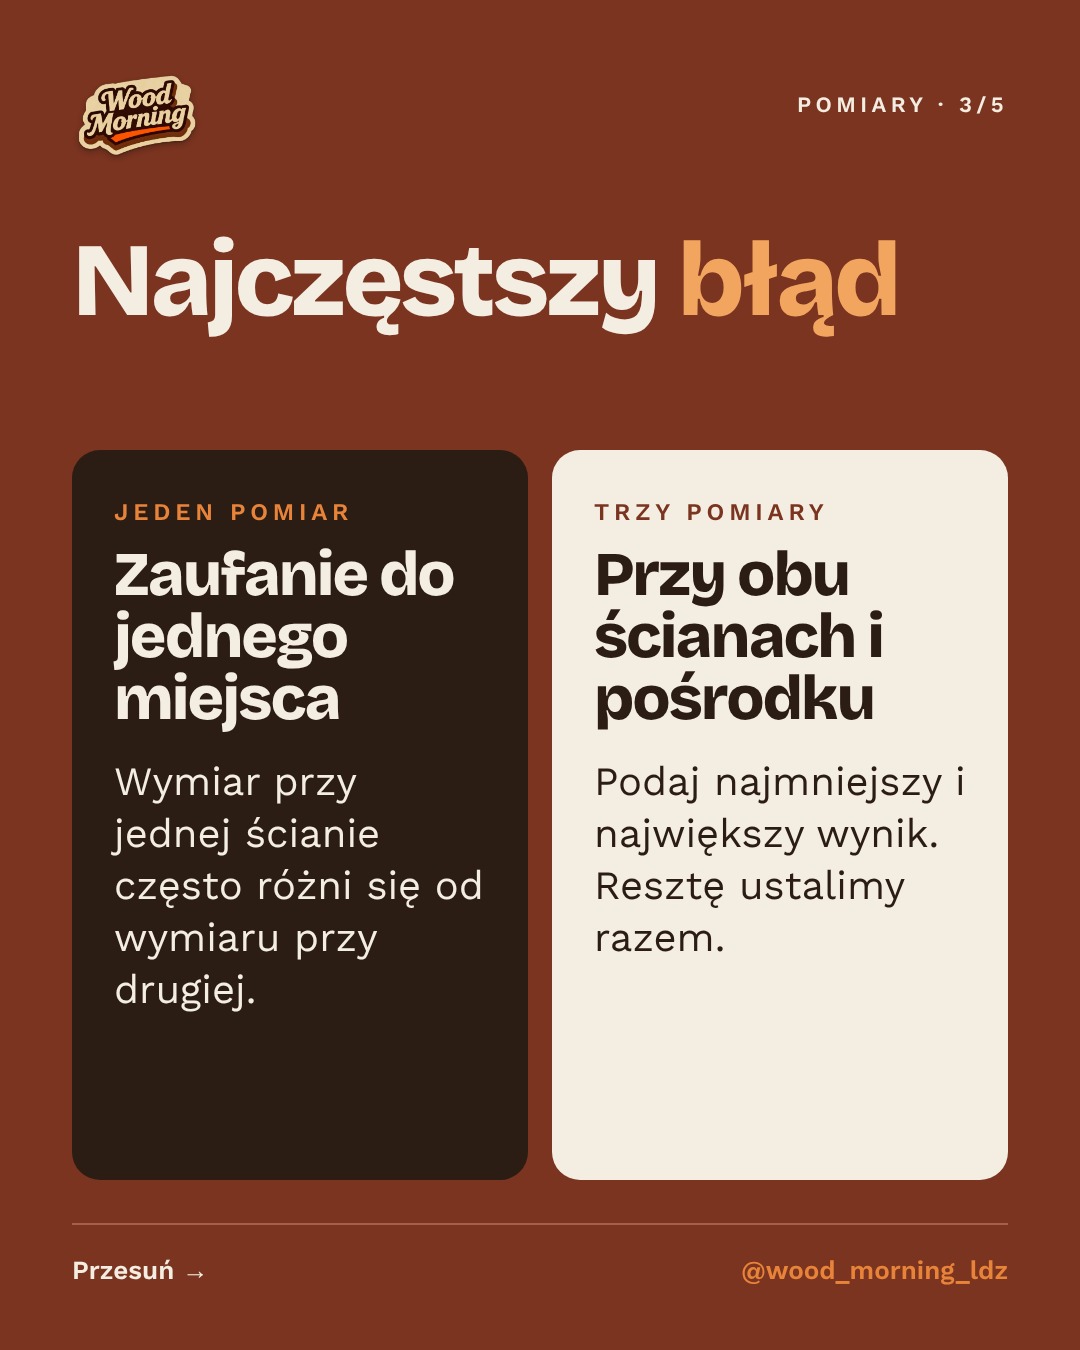 Wood
Morning
POMIARY · 3/5
Najczęstszy błąd
JEDEN POMIAR
Zaufanie do
jednego
miejsca
Wymiar przy
jednej ścianie
często różni się od
wymiaru przy
drugiej.
TRZY POMIARY
Przy obu
ścianach i
pośrodku
Podaj najmniejszy i
największy wynik.
Resztę ustalimy
razem.
Przesuń →
@wood_morning_ldz